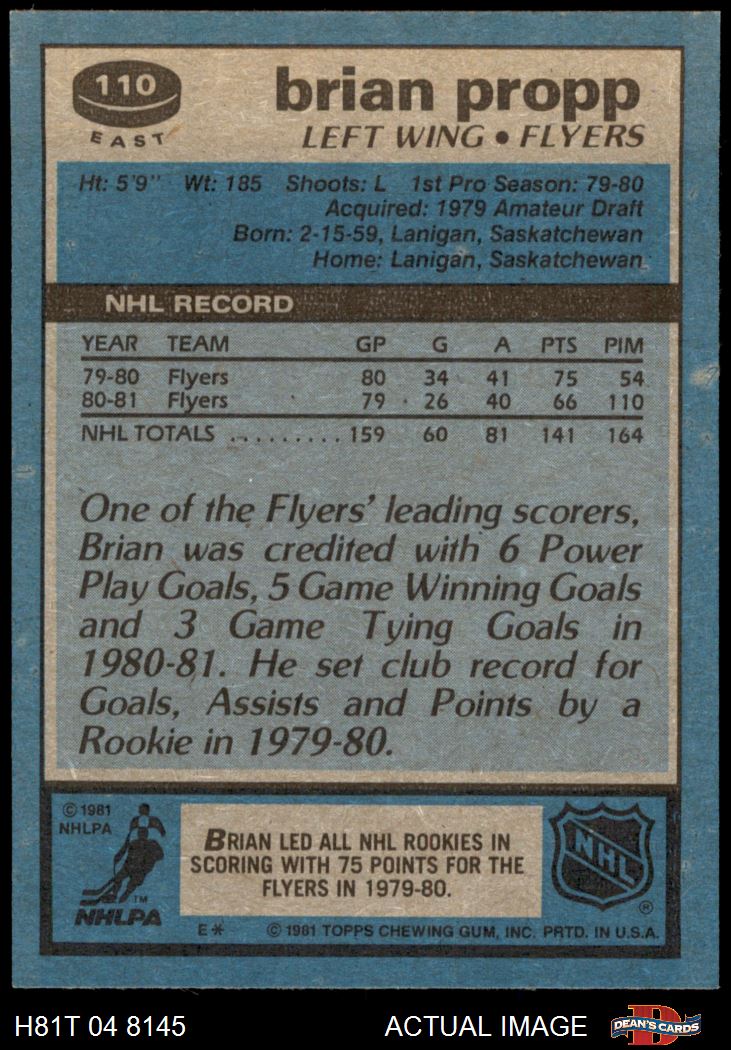 110
EAST
brian propp
LEFT WING • FLYERS
Ht: 5'9" Wt: 185 Shoots: L 1st Pro Season: 79-80
Acquired: 1979 Amateur Draft
Born: 2-15-59, Lanigan, Saskatchewan
Home: Lanigan, Saskatchewan
NHL RECORD
YEAR TEAM GP G A PTS PIM
79-80 Flyers 80 34 41 75 54
80-81 Flyers 79 26 40 66 110
NHL TOTALS ......... 159 60 81 141 164
One of the Flyers' leading scorers,
Brian was credited with 6 Power
Play Goals, 5 Game Winning Goals
and 3 Game Tying Goals in
1980-81. He set club record for
Goals, Assists and Points by a
Rookie in 1979-80.
© 1981
NHLPA
TM
NHLPA
BRIAN LED ALL NHL ROOKIES IN
SCORING WITH 75 POINTS FOR THE
FLYERS IN 1979-80.
NHL
®
E* © 1981 TOPPS CHEWING GUM, INC. PRTD. IN U.S.A.
H81T 04 8145 ACTUAL IMAGE
D
DEAN'S CARDS